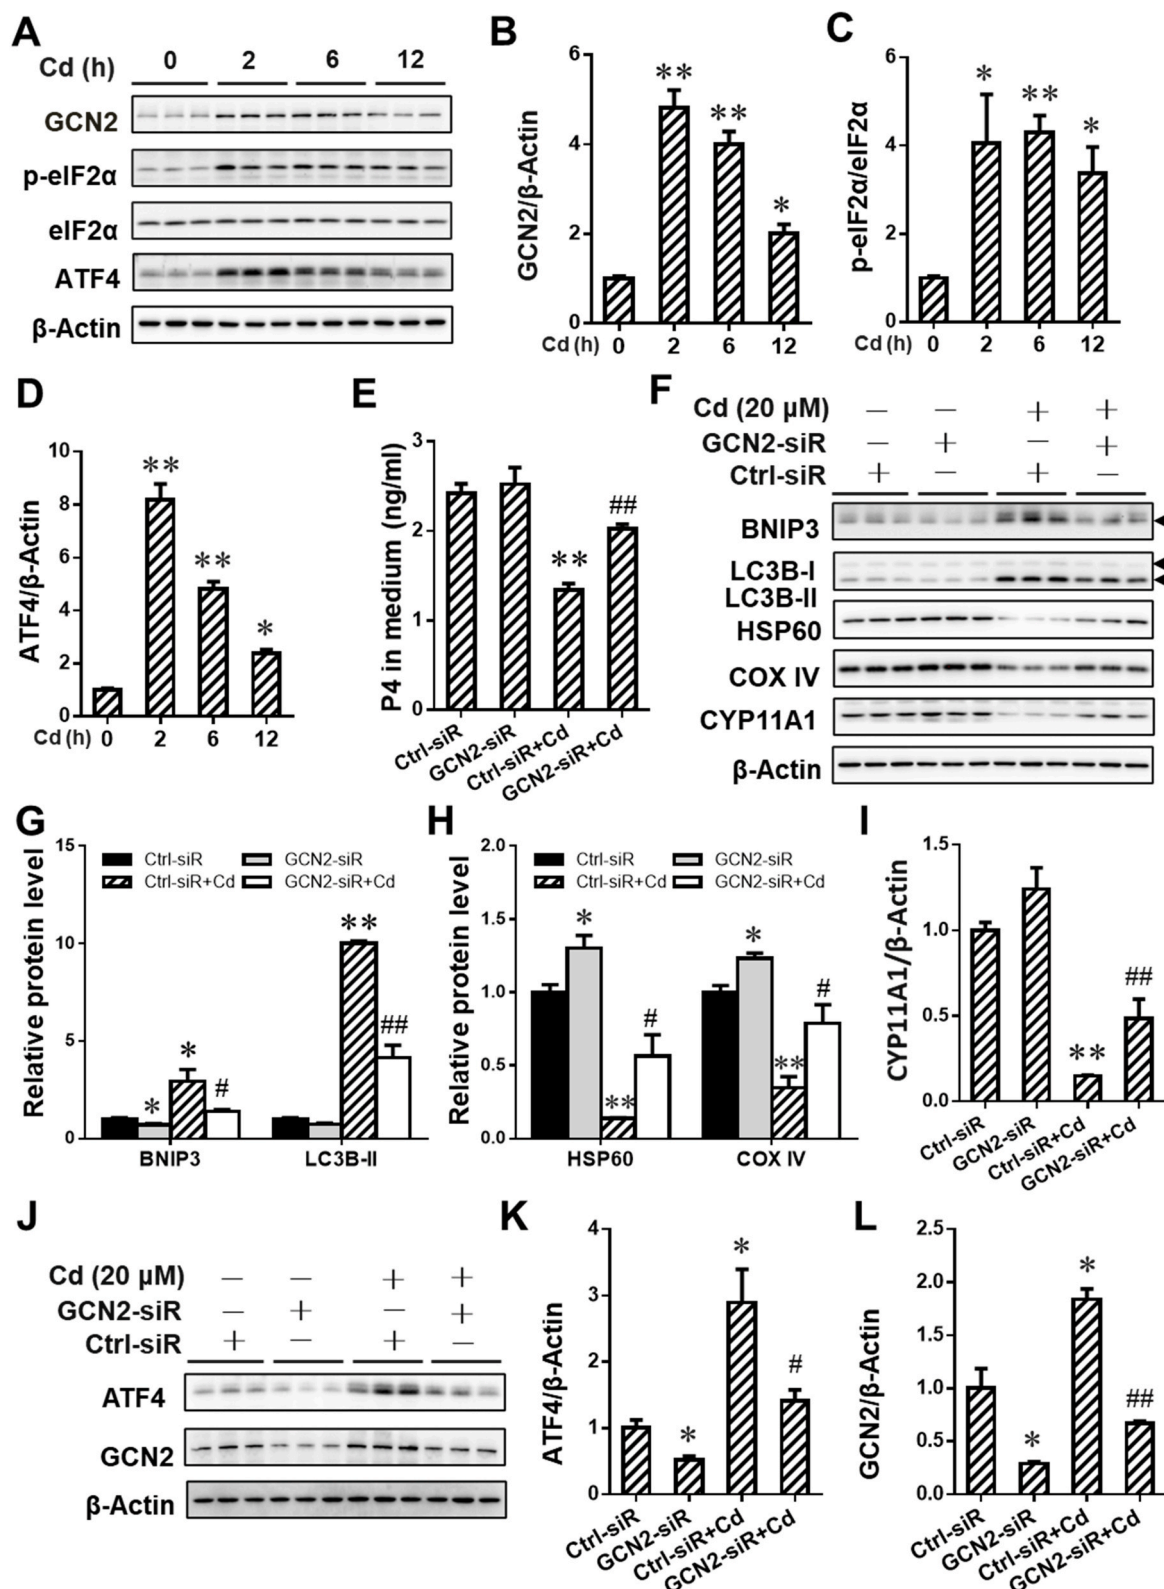 A
Cd (h) 0 2 6 12
GCN2
p-eIF2α
eIF2α
ATF4
β-Actin
B
GCN2/β-Actin
6
4
2
0
** ** *
Cd (h) 0 2 6 12
C
p-eIF2α/eIF2α
6
4
2
0
* ** *
Cd (h) 0 2 6 12
D
ATF4/β-Actin
10
8
6
4
2
0
** ** *
Cd (h) 0 2 6 12
E
P4 in medium (ng/ml)
3
2
1
0
** ##
Ctrl-siR GCN2-siR Ctrl-siR+Cd GCN2-siR+Cd
F
Cd (20 μM) — — + +
GCN2-siR — + — +
Ctrl-siR + — + —
BNIP3
LC3B-I
LC3B-II
HSP60
COX IV
CYP11A1
β-Actin
G
Relative protein level
15
10
5
0
Ctrl-siR GCN2-siR
Ctrl-siR+Cd GCN2-siR+Cd
* * # ** ##
BNIP3 LC3B-II
H
Relative protein level
2.0
1.5
1.0
0.5
0.0
Ctrl-siR GCN2-siR
Ctrl-siR+Cd GCN2-siR+Cd
* ** # * ** #
HSP60 COX IV
I
CYP11A1/β-Actin
1.5
1.0
0.5
0.0
** ##
Ctrl-siR GCN2-siR Ctrl-siR+Cd GCN2-siR+Cd
J
Cd (20 μM) — — + +
GCN2-siR — + — +
Ctrl-siR + — + —
ATF4
GCN2
β-Actin
K
ATF4/β-Actin
4
3
2
1
0
* * #
Ctrl-siR GCN2-siR Ctrl-siR+Cd GCN2-siR+Cd
L
GCN2/β-Actin
2.5
2.0
1.5
1.0
0.5
0.0
* * ##
Ctrl-siR GCN2-siR Ctrl-siR+Cd GCN2-siR+Cd